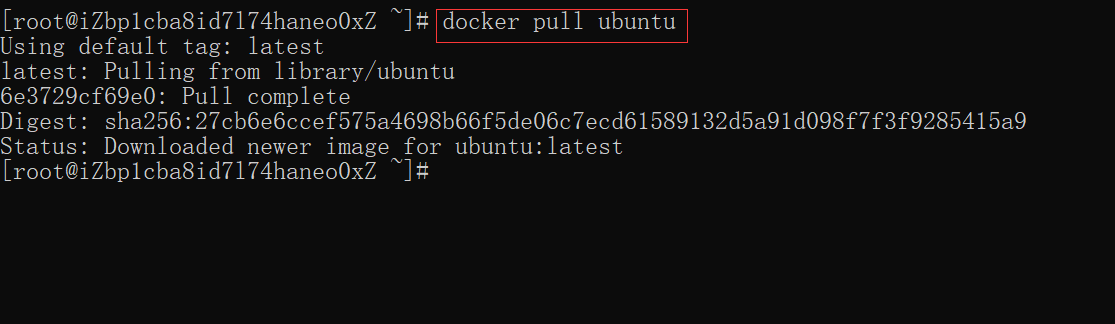 [root@iZbp1cba8id7l74haneo0xZ ~]# docker pull ubuntu
Using default tag: latest
latest: Pulling from library/ubuntu
6e3729cf69e0: Pull complete
Digest: sha256:27cb6e6ccef575a4698b66f5de06c7ecd61589132d5a91d098f7f3f9285415a9
Status: Downloaded newer image for ubuntu:latest
[root@iZbp1cba8id7l74haneo0xZ ~]#